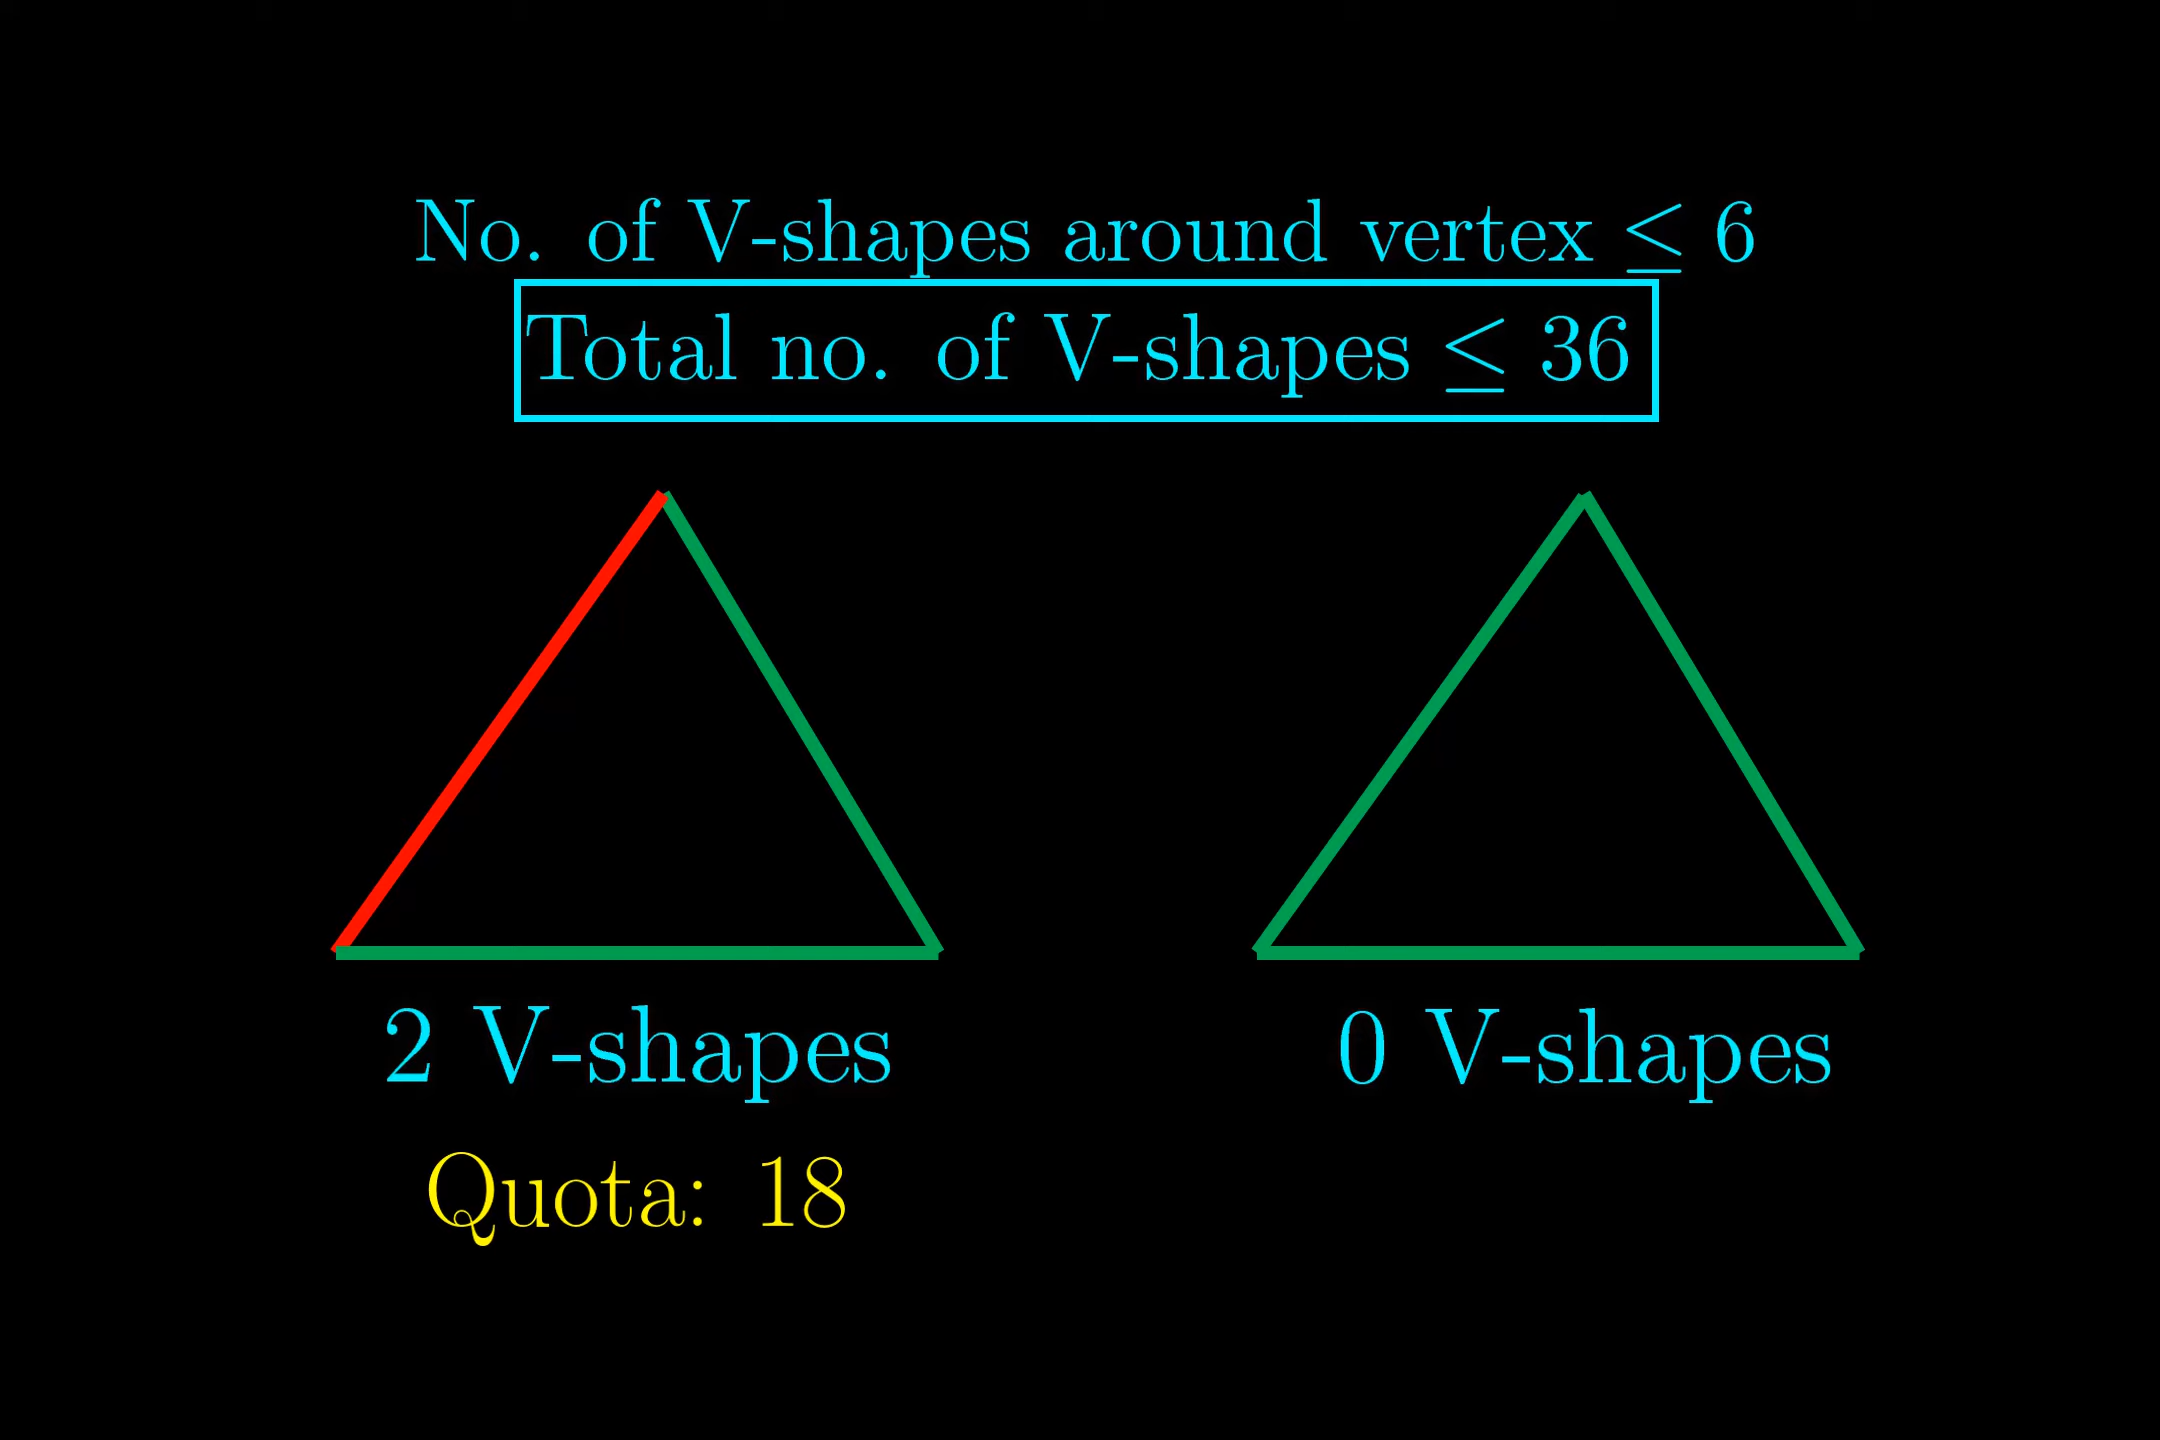 No. of V-shapes around vertex ≤ 6
Total no. of V-shapes ≤ 36
2 V-shapes
0 V-shapes
Quota: 18